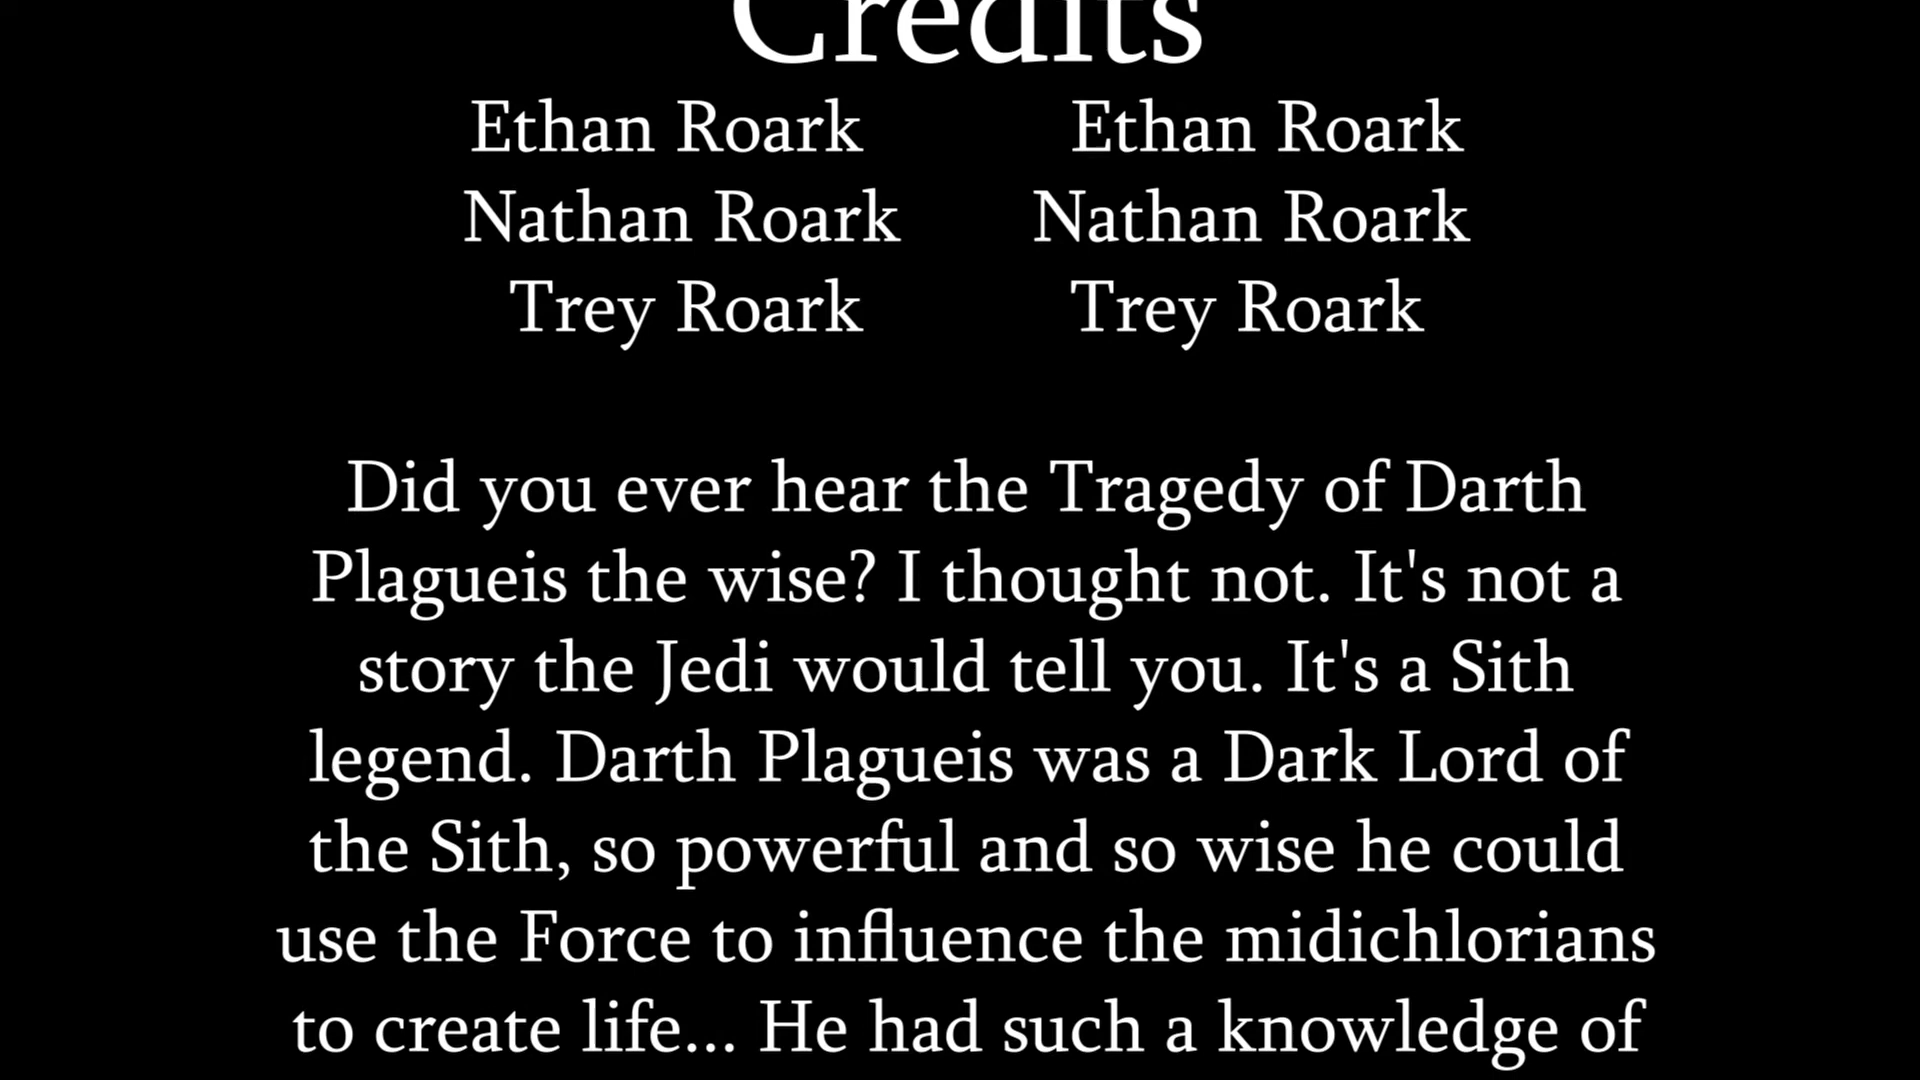 Credits
Ethan Roark Ethan Roark
Nathan Roark Nathan Roark
Trey Roark Trey Roark
Did you ever hear the Tragedy of Darth
Plagueis the wise? I thought not. It's not a
story the Jedi would tell you. It's a Sith
legend. Darth Plagueis was a Dark Lord of
the Sith, so powerful and so wise he could
use the Force to influence the midichlorians
to create life... He had such a knowledge of